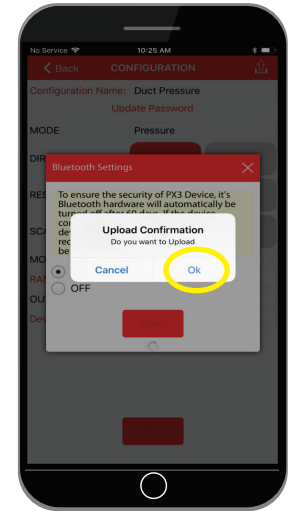 No Service 10:25 AM
Back CONFIGURATION
Configuration Name: Duct Pressure
Update Password
MODE Pressure
DIR
Bluetooth Settings
RES
To ensure the security of PX3 Device, it's
Bluetooth hardware will automatically be
turned off after 60 days. If the device
SCA
Upload Confirmation
Do you want to Upload
MO
Cancel Ok
RAN
OFF
OU
Dev